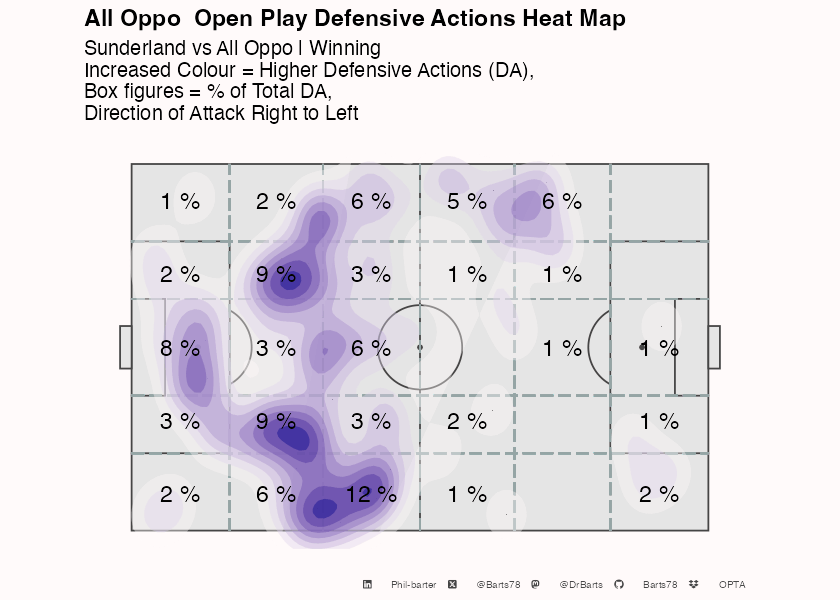 All Oppo  Open Play Defensive Actions Heat Map
Sunderland vs All Oppo | Winning
Increased Colour = Higher Defensive Actions (DA),
Box figures = % of Total DA,
Direction of Attack Right to Left
1 % 2 % 6 % 5 % 6 %
2 % 9 % 3 % 1 % 1 %
8 % 3 % 6 % 1 % 1 %
3 % 9 % 3 % 2 % 1 %
2 % 6 % 12 % 1 % 2 %
Phil-barter @Barts78 @DrBarts Barts78 OPTA